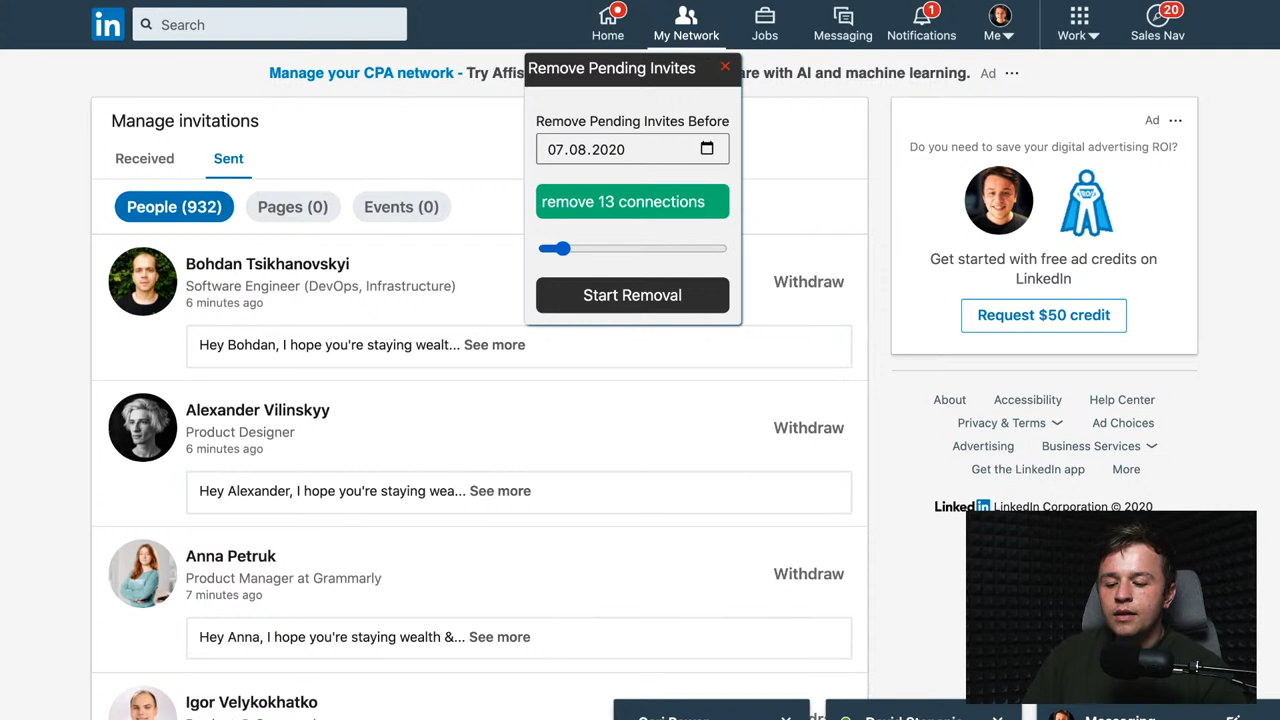 in
Search
Home
My Network
Jobs
Messaging
1
Notifications
Me
Work
20
Sales Nav
Manage your CPA network - Try Affis
re with AI and machine learning. Ad
Remove Pending Invites
Remove Pending Invites Before
07.08.2020
remove 13 connections
Start Removal
Manage invitations
Received
Sent
People (932)
Pages (0)
Events (0)
Bohdan Tsikhanovskyi
Software Engineer (DevOps, Infrastructure)
6 minutes ago
Withdraw
Hey Bohdan, I hope you're staying wealt... See more
Alexander Vilinskyy
Product Designer
6 minutes ago
Withdraw
Hey Alexander, I hope you're staying wea... See more
Anna Petruk
Product Manager at Grammarly
7 minutes ago
Withdraw
Hey Anna, I hope you're staying wealth &... See more
Igor Velykokhatko
Ad
Do you need to save your digital advertising ROI?
Get started with free ad credits on
LinkedIn
Request $50 credit
About
Accessibility
Help Center
Privacy & Terms
Ad Choices
Advertising
Business Services
Get the LinkedIn app
More
LinkedIn LinkedIn Corporation © 2020